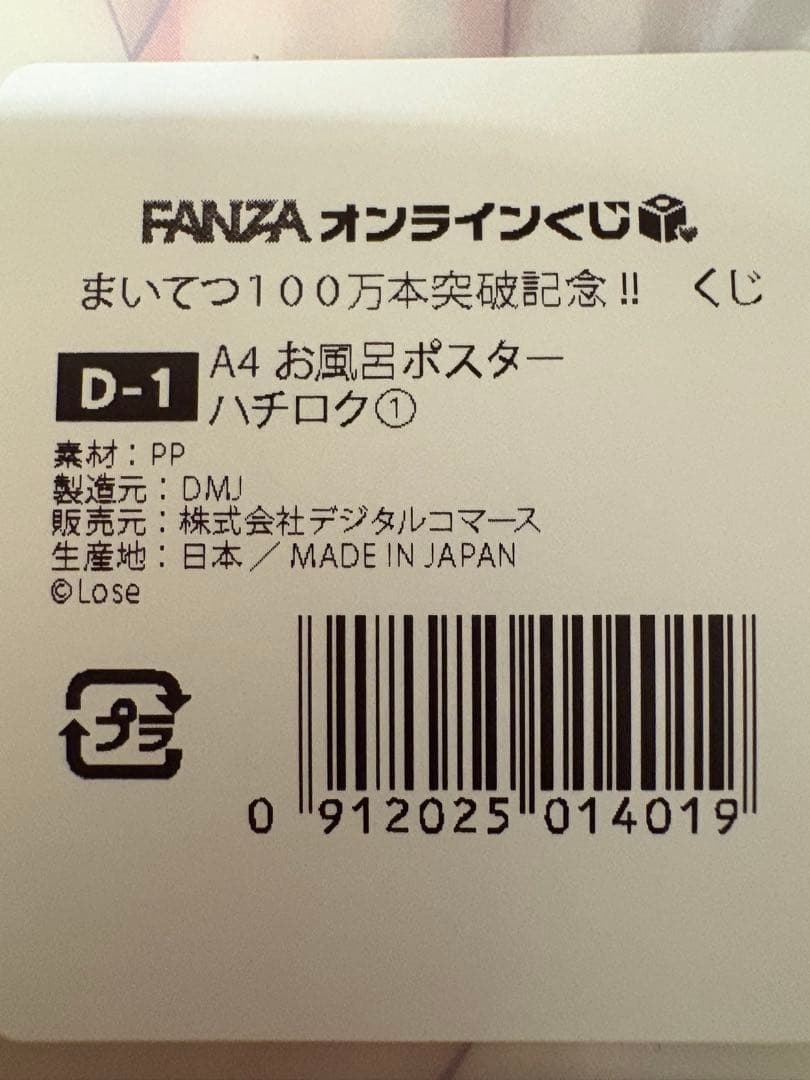 FANZA オンラインくじ
まいてつ100万本突破記念!! くじ
D-1
A4 お風呂ポスター
ハチロク①
素材：PP
製造元：DMJ
販売元：株式会社デジタルコマース
生産地：日本／MADE IN JAPAN
©Lose
プラ
0 912025 014019